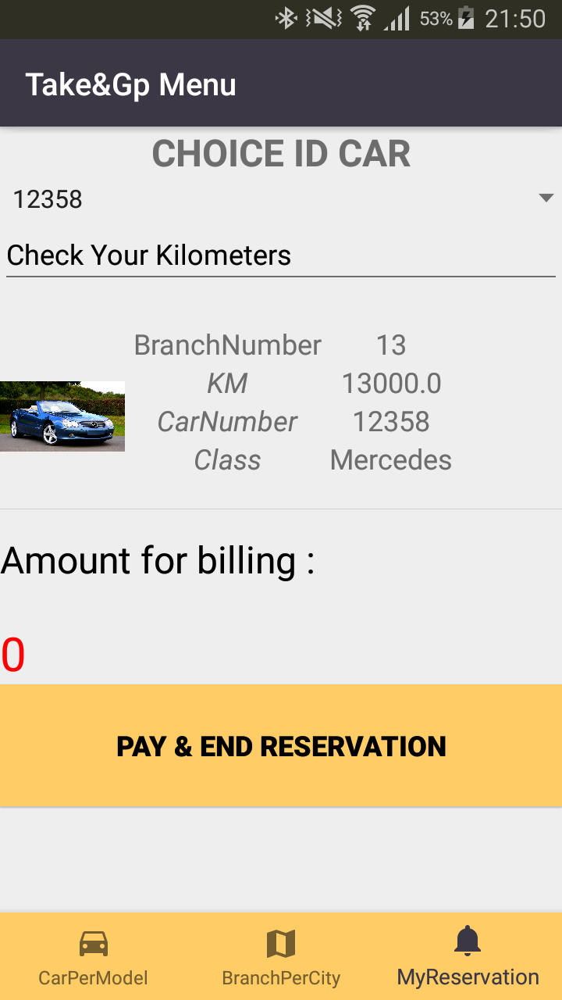 53% 21:50
Take&Gp Menu
CHOICE ID CAR
12358
Check Your Kilometers
BranchNumber 13
KM 13000.0
CarNumber 12358
Class Mercedes
Amount for billing :
0
PAY & END RESERVATION
CarPerModel BranchPerCity MyReservation